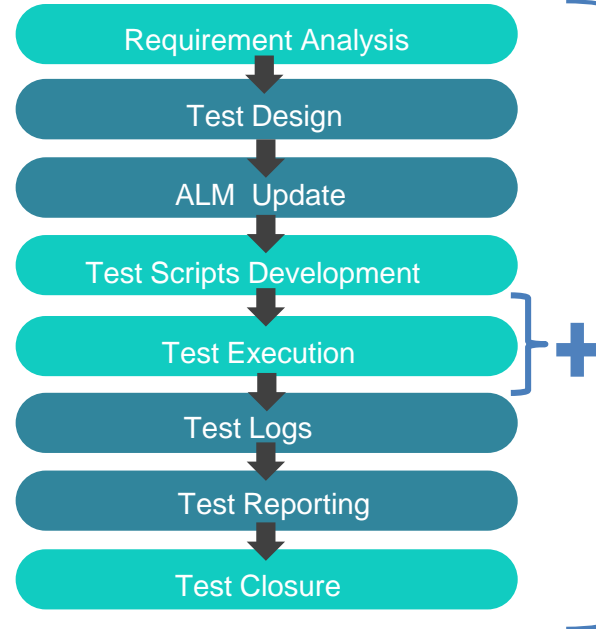 Requirement Analysis
Test Design
ALM Update
Test Scripts Development
Test Execution
Test Logs
Test Reporting
Test Closure